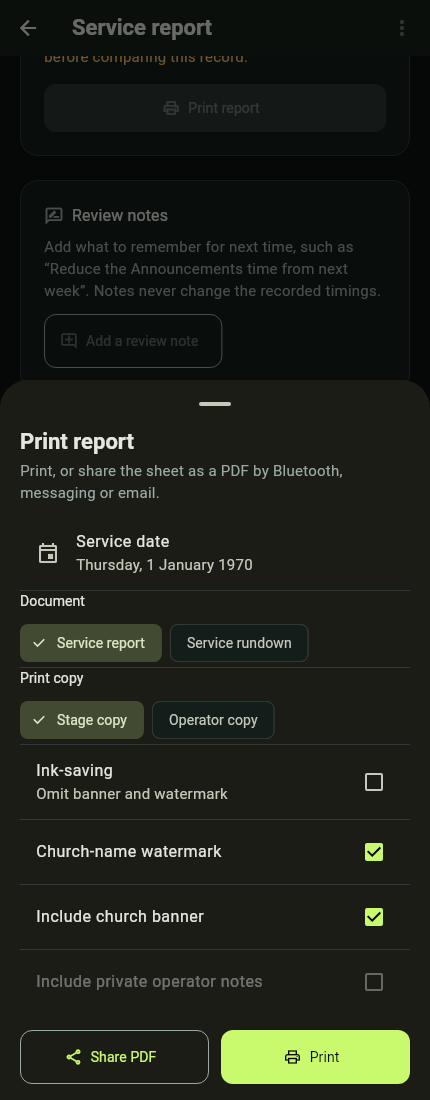 Service report
before comparing this record.
Print report
Review notes
Add what to remember for next time, such as
“Reduce the Announcements time from next
week”. Notes never change the recorded timings.
Add a review note
Print report
Print, or share the sheet as a PDF by Bluetooth,
messaging or email.
Service date
Thursday, 1 January 1970
Document
Service report
Service rundown
Print copy
Stage copy
Operator copy
Ink-saving
Omit banner and watermark
Church-name watermark
Include church banner
Include private operator notes
Share PDF
Print